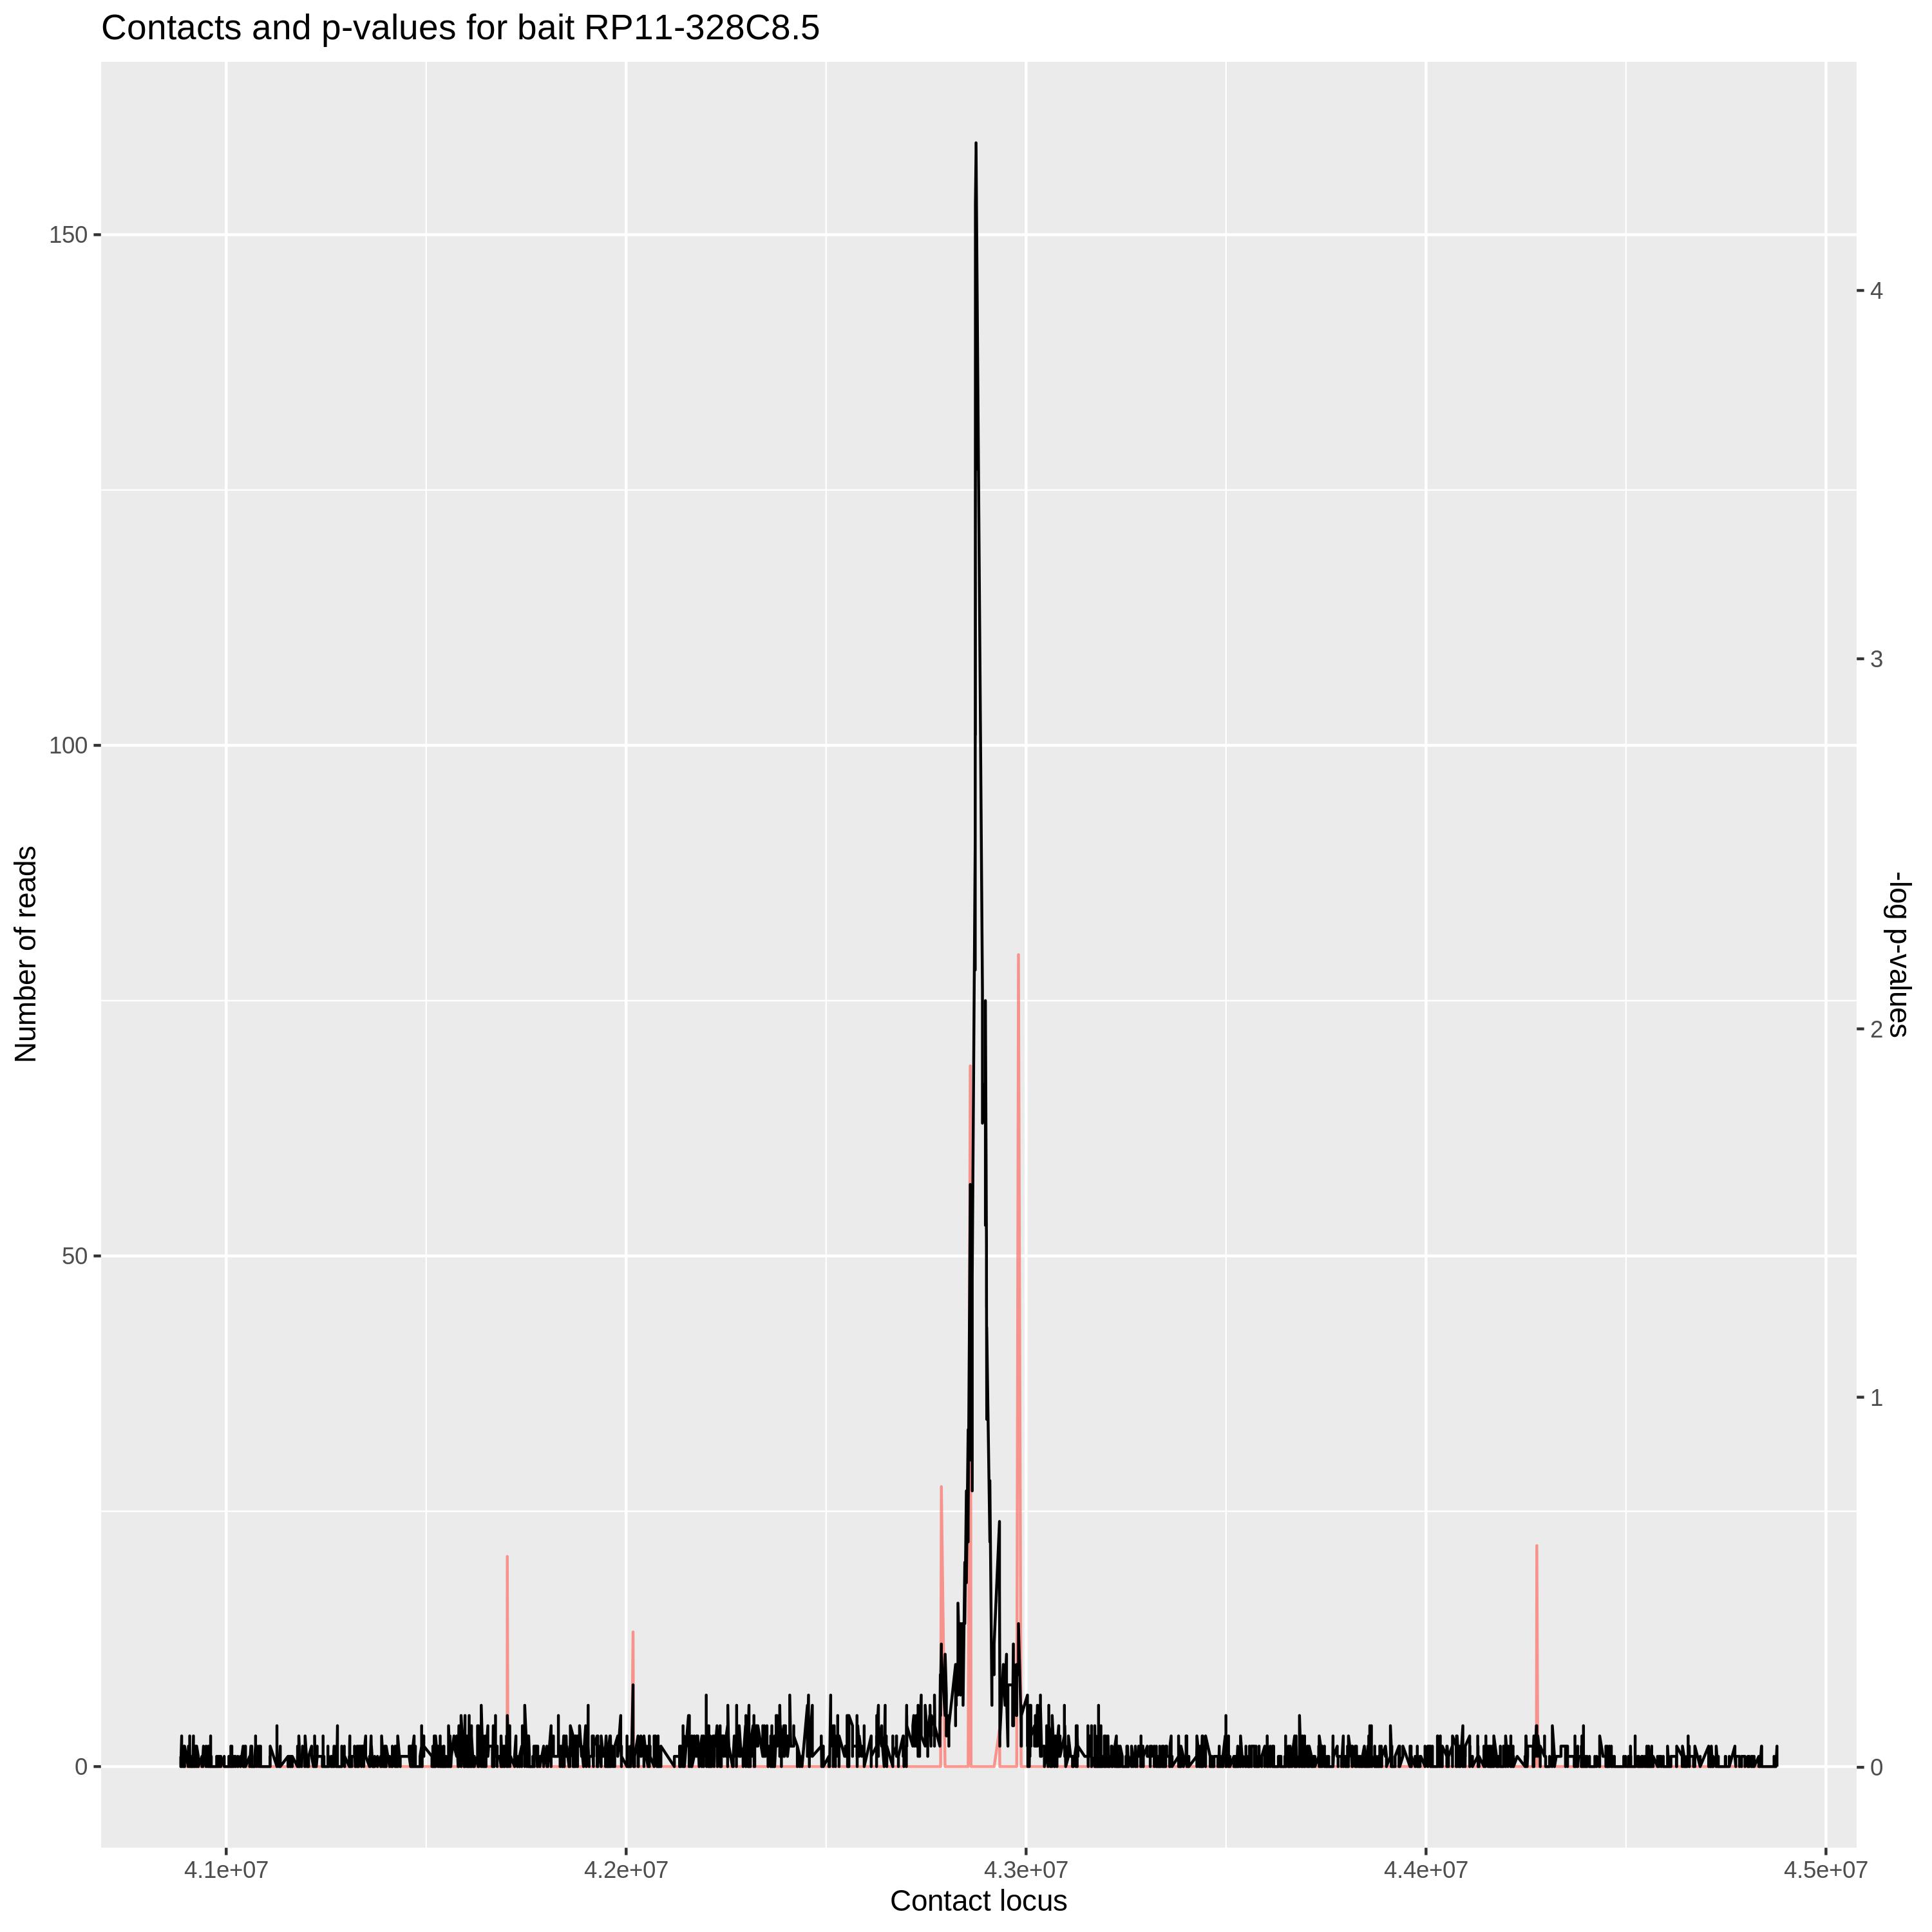 Contacts and p-values for bait RP11-328C8.5
150
100
50
0
Number of reads
4
3
2
1
0
-log p-values
4.1e+07
4.2e+07
4.3e+07
4.4e+07
4.5e+07
Contact locus